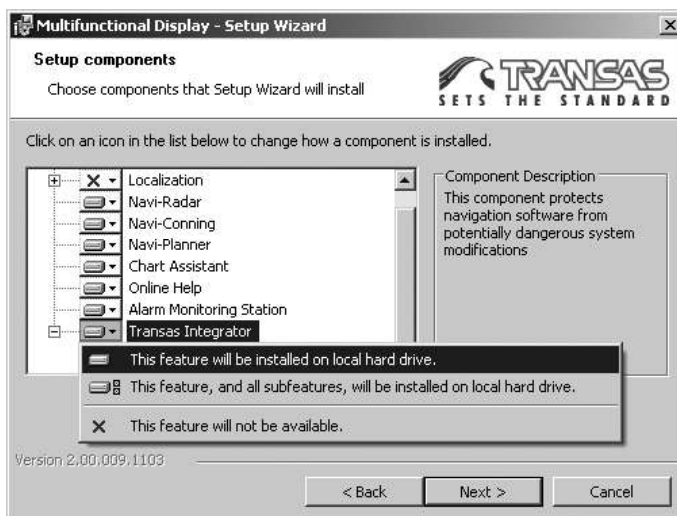 Multifunctional Display - Setup Wizard
Setup components
Choose components that Setup Wizard will install
TRANSAS
SETS THE STANDARD
Click on an icon in the list below to change how a component is installed.
Localization
Navi-Radar
Navi-Conning
Navi-Planner
Chart Assistant
Online Help
Alarm Monitoring Station
Transas Integrator
Component Description
This component protects
navigation software from
potentially dangerous system
modifications
This feature will be installed on local hard drive.
This feature, and all subfeatures, will be installed on local hard drive.
This feature will not be available.
Version 2.00.009.1103
< Back
Next >
Cancel